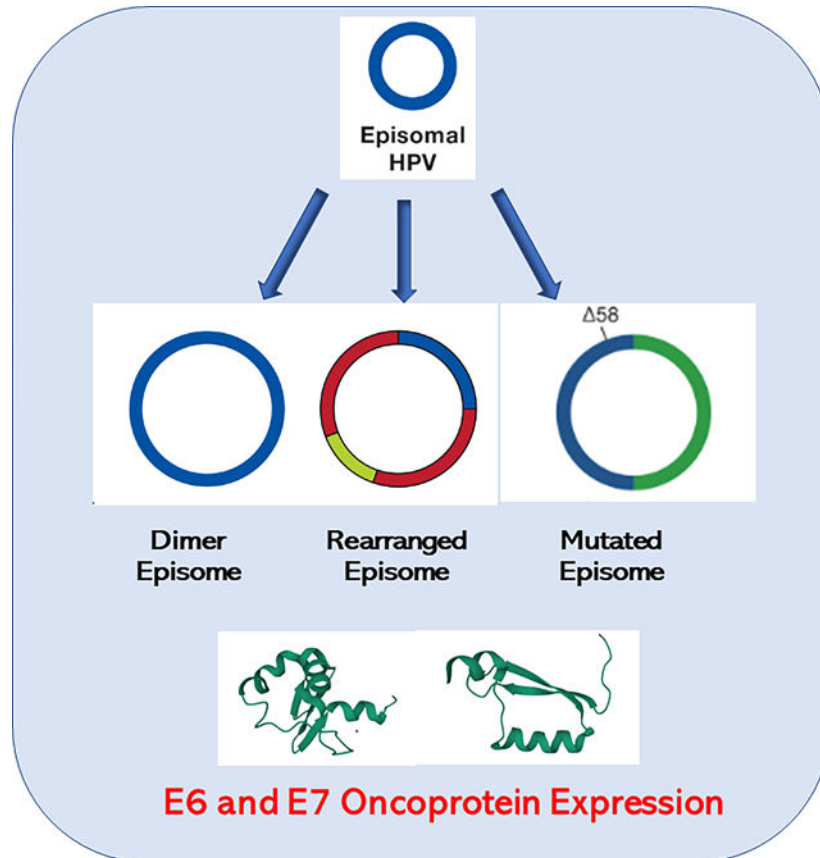 Episomal
HPV
Δ58
Dimer
Episome
Rearranged
Episome
Mutated
Episome
E6 and E7 Oncoprotein Expression